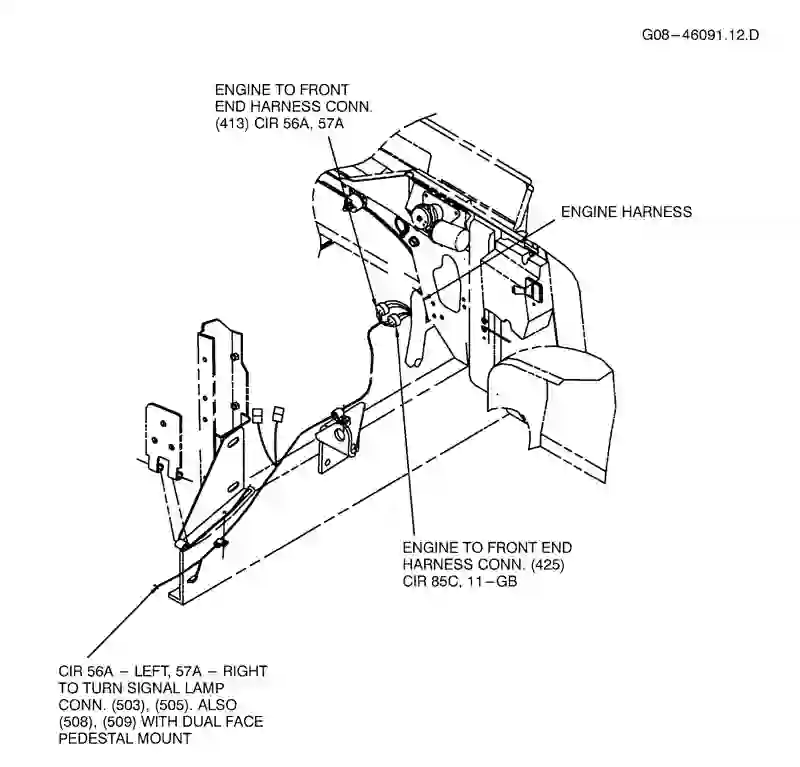 G08-46091.12.D
ENGINE TO FRONT
END HARNESS CONN.
(413) CIR 56A, 57A
ENGINE HARNESS
ENGINE TO FRONT END
HARNESS CONN. (425)
CIR 85C, 11-GB
CIR 56A - LEFT, 57A - RIGHT
TO TURN SIGNAL LAMP
CONN. (503), (505). ALSO
(508), (509) WITH DUAL FACE
PEDESTAL MOUNT